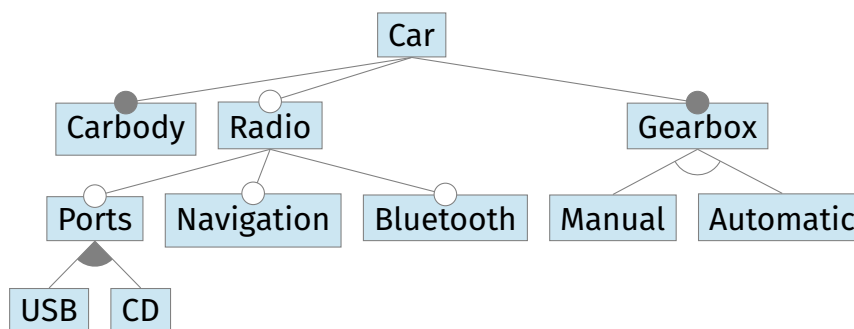 Car
Carbody
Radio
Gearbox
Ports
Navigation
Bluetooth
Manual
Automatic
USB
CD